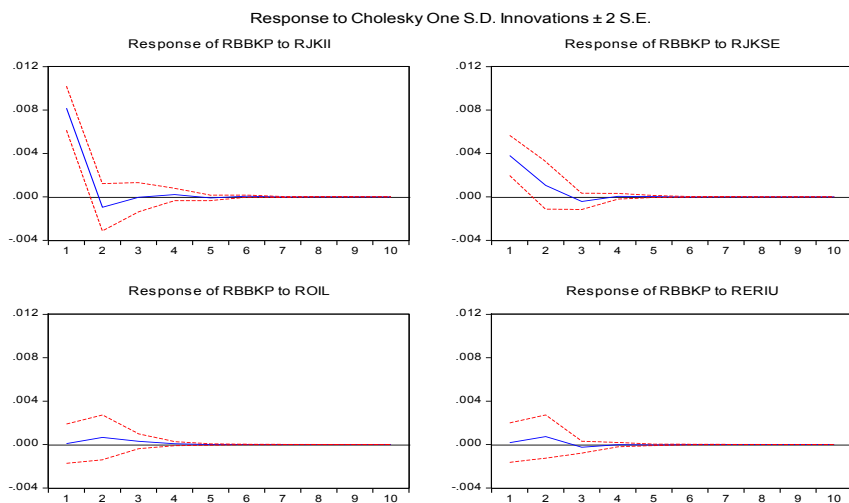 Response to Cholesky One S.D. Innovations ± 2 S.E.
Response of RBBKP to RJKII
.012
.008
.004
.000
-.004
1 2 3 4 5 6 7 8 9 10
Response of RBBKP to RJKSE
.012
.008
.004
.000
-.004
1 2 3 4 5 6 7 8 9 10
Response of RBBKP to ROIL
.012
.008
.004
.000
-.004
1 2 3 4 5 6 7 8 9 10
Response of RBBKP to RERIU
.012
.008
.004
.000
-.004
1 2 3 4 5 6 7 8 9 10